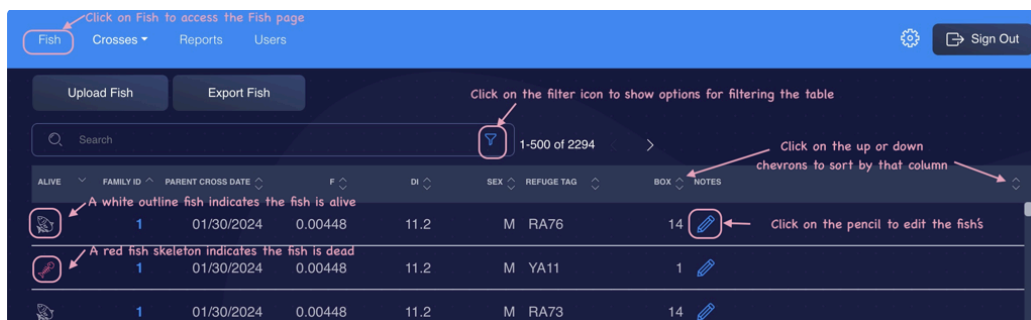 Click on Fish to access the Fish page
Fish Crosses Reports Users Sign Out
Upload Fish Export Fish
Click on the filter icon to show options for filtering the table
Search 1-500 of 2294
Click on the up or down
chevrons to sort by that column
ALIVE FAMILY ID PARENT CROSS DATE F DI SEX REFUGE TAG BOX NOTES
A white outline fish indicates the fish is alive
1 01/30/2024 0.00448 11.2 M RA76 14 Click on the pencil to edit the fish's
A red fish skeleton indicates the fish is dead
1 01/30/2024 0.00448 11.2 M YA11 1
1 01/30/2024 0.00448 11.2 M RA73 14